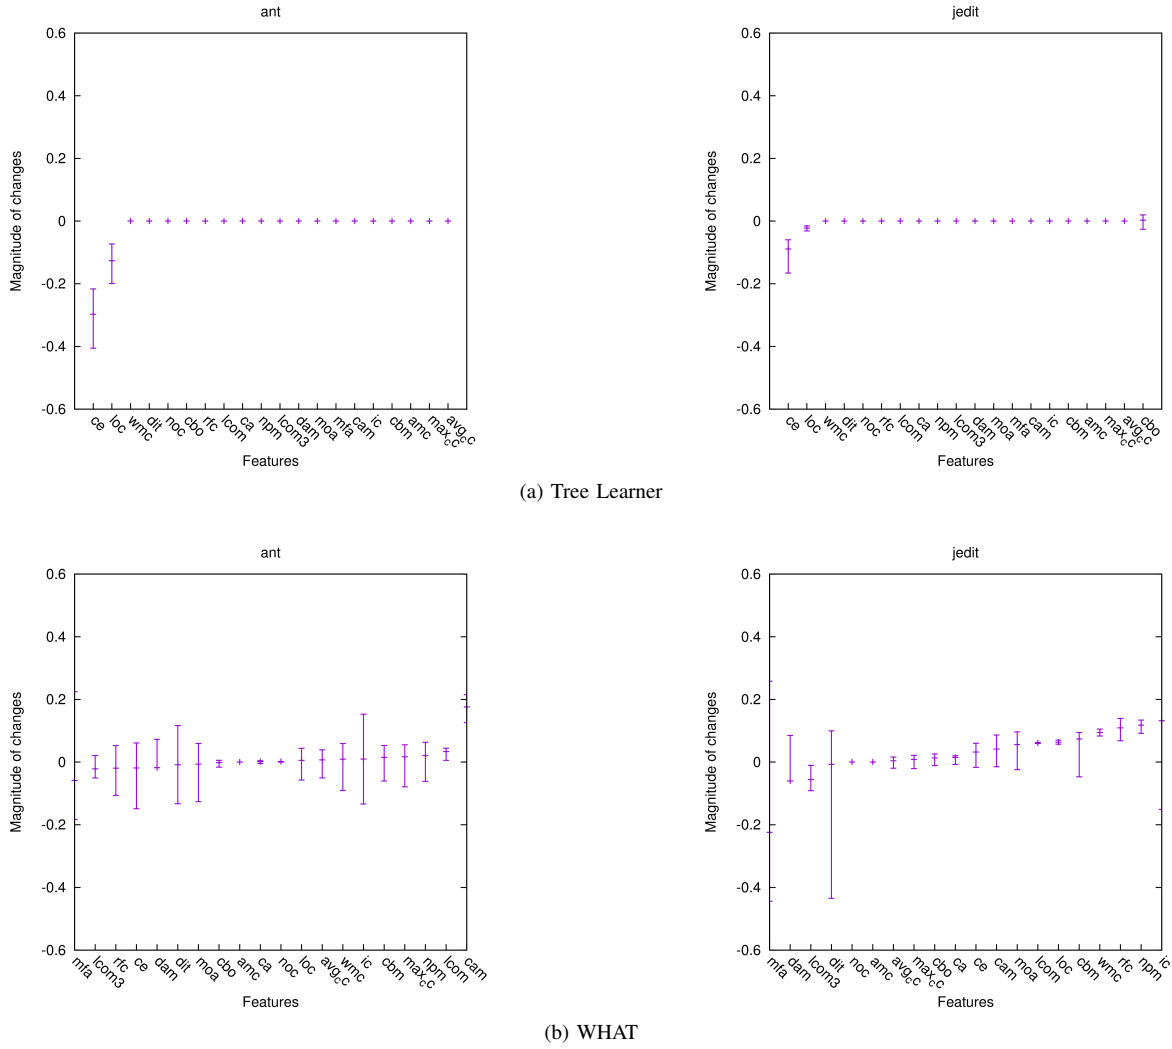 ant
0.6
0.4
0.2
0
-0.2
-0.4
-0.6
Magnitude of changes
ce loc wmc dit noc cbo rfc lcom ca npm lcom3 dam moa mfa cam ic cbm amc max_cc avg_cc
Features
jedit
0.6
0.4
0.2
0
-0.2
-0.4
-0.6
Magnitude of changes
ce loc wmc dit noc rfc lcom ca npm lcom3 dam moa mfa cam ic cbm amc max_cc avg_cc cbo
Features
(a) Tree Learner
ant
0.6
0.4
0.2
0
-0.2
-0.4
-0.6
Magnitude of changes
mfa lcom3 rfc ce dam dit moa cbo amc ca noc loc avg_cc wmc ic cbm max_cc npm lcom cam
Features
jedit
0.6
0.4
0.2
0
-0.2
-0.4
-0.6
Magnitude of changes
mfa dam lcom3 dit noc amc avg_cc max_cc cbo ca ce cam moa lcom loc cbm wmc rfc npm ic
Features
(b) WHAT